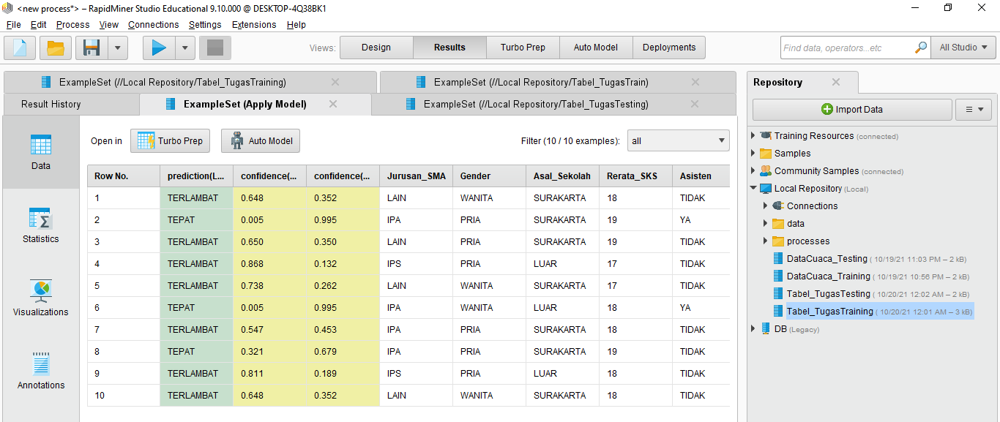 <new process*> – RapidMiner Studio Educational 9.10.000 @ DESKTOP-4Q38BK1
File Edit Process View Connections Settings Extensions Help
Views: Design Results Turbo Prep Auto Model Deployments Find data, operators...etc All Studio
ExampleSet (//Local Repository/Tabel_TugasTraining) ExampleSet (//Local Repository/Tabel_TugasTrain)
Result History ExampleSet (Apply Model) ExampleSet (//Local Repository/Tabel_TugasTesting)
Data
Statistics
Visualizations
Annotations
Open in Turbo Prep Auto Model Filter (10 / 10 examples): all
Row No. prediction(L... confidence(... confidence(... Jurusan_SMA Gender Asal_Sekolah Rerata_SKS Asisten
1 TERLAMBAT 0.648 0.352 LAIN WANITA SURAKARTA 18 TIDAK
2 TEPAT 0.005 0.995 IPA PRIA SURAKARTA 19 YA
3 TERLAMBAT 0.650 0.350 LAIN PRIA SURAKARTA 19 TIDAK
4 TERLAMBAT 0.868 0.132 IPS PRIA LUAR 17 TIDAK
5 TERLAMBAT 0.738 0.262 LAIN WANITA SURAKARTA 17 TIDAK
6 TEPAT 0.005 0.995 IPA WANITA LUAR 18 YA
7 TERLAMBAT 0.547 0.453 IPA PRIA SURAKARTA 18 TIDAK
8 TEPAT 0.321 0.679 IPA PRIA SURAKARTA 19 TIDAK
9 TERLAMBAT 0.811 0.189 IPS PRIA LUAR 18 TIDAK
10 TERLAMBAT 0.648 0.352 LAIN WANITA SURAKARTA 18 TIDAK
Repository
Import Data
Training Resources (connected)
Samples
Community Samples (connected)
Local Repository (Local)
Connections
data
processes
DataCuaca_Testing ( 10/19/21 11:03 PM – 2 kB)
DataCuaca_Training ( 10/19/21 10:56 PM – 2 kB)
Tabel_TugasTesting ( 10/20/21 12:02 AM – 2 kB)
Tabel_TugasTraining ( 10/20/21 12:01 AM – 3 kB)
DB (Legacy)